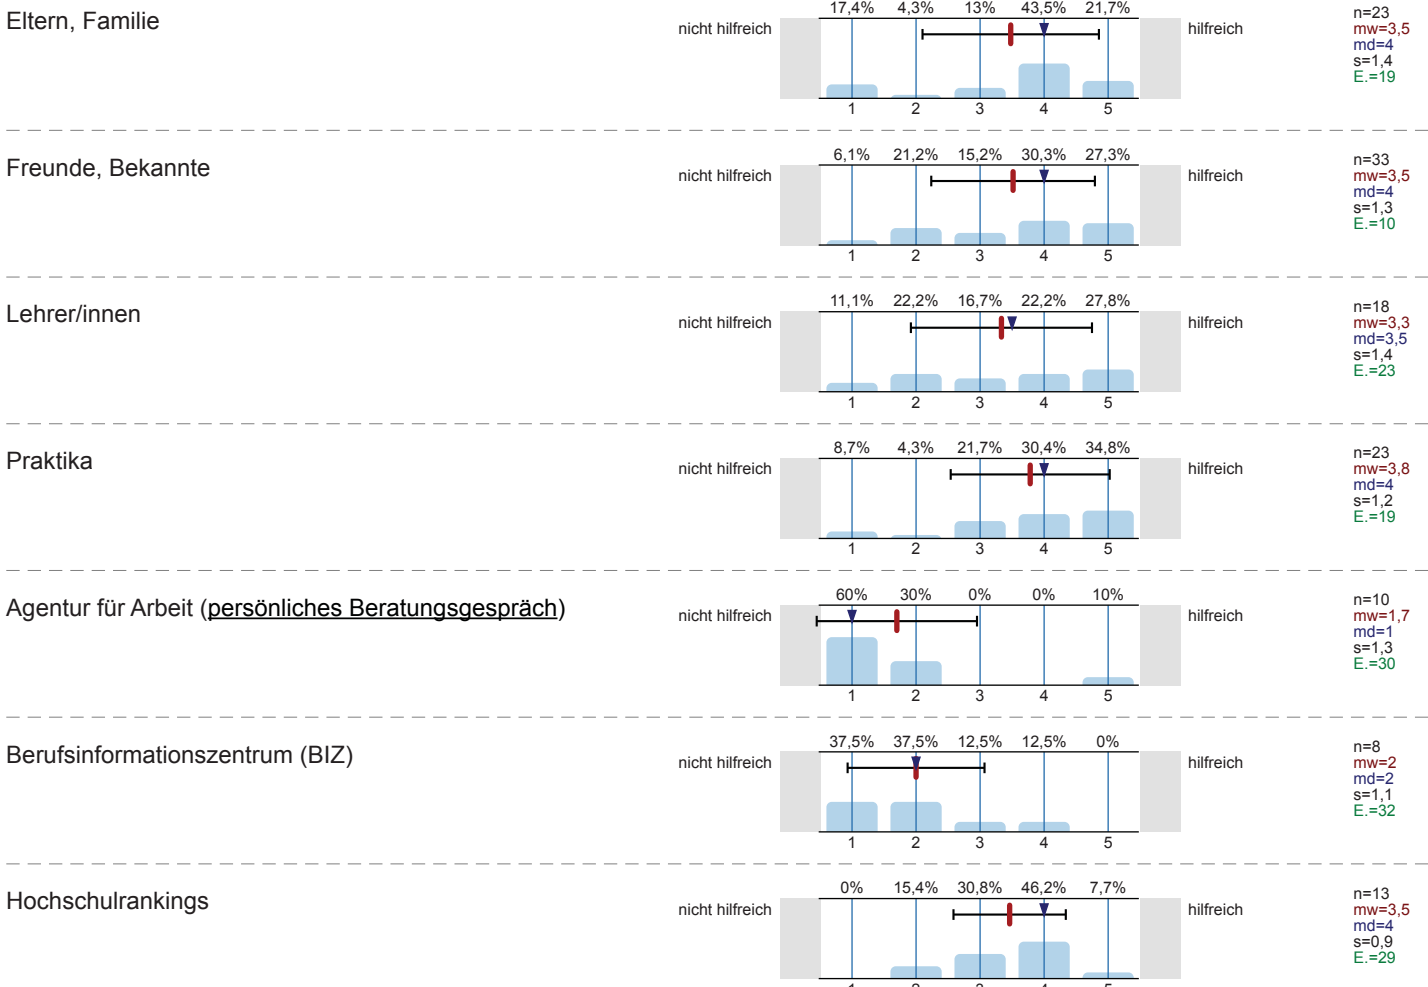 Eltern, Familie
17,4% 4,3% 13% 43,5% 21,7%
nicht hilfreich hilfreich
1 2 3 4 5
n=23
mw=3,5
md=4
s=1,4
E.=19
Freunde, Bekannte
6,1% 21,2% 15,2% 30,3% 27,3%
nicht hilfreich hilfreich
1 2 3 4 5
n=33
mw=3,5
md=4
s=1,3
E.=10
Lehrer/innen
11,1% 22,2% 16,7% 22,2% 27,8%
nicht hilfreich hilfreich
1 2 3 4 5
n=18
mw=3,3
md=3,5
s=1,4
E.=23
Praktika
8,7% 4,3% 21,7% 30,4% 34,8%
nicht hilfreich hilfreich
1 2 3 4 5
n=23
mw=3,8
md=4
s=1,2
E.=19
Agentur für Arbeit (persönliches Beratungsgespräch)
60% 30% 0% 0% 10%
nicht hilfreich hilfreich
1 2 3 4 5
n=10
mw=1,7
md=1
s=1,3
E.=30
Berufsinformationszentrum (BIZ)
37,5% 37,5% 12,5% 12,5% 0%
nicht hilfreich hilfreich
1 2 3 4 5
n=8
mw=2
md=2
s=1,1
E.=32
Hochschulrankings
0% 15,4% 30,8% 46,2% 7,7%
nicht hilfreich hilfreich
1 2 3 4 5
n=13
mw=3,5
md=4
s=0,9
E.=29